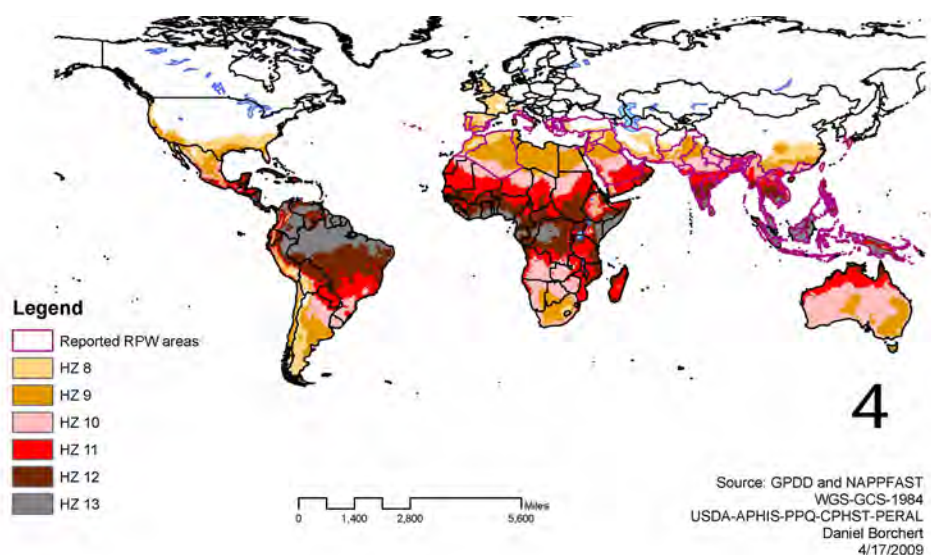 Legend
Reported RPW areas
HZ 8
HZ 9
HZ 10
HZ 11
HZ 12
HZ 13
4
Miles
0 1,400 2,800 5,600
Source: GPDD and NAPPFAST
WGS-GCS-1984
USDA-APHIS-PPQ-CPHST-PERAL
Daniel Borchert
4/17/2009